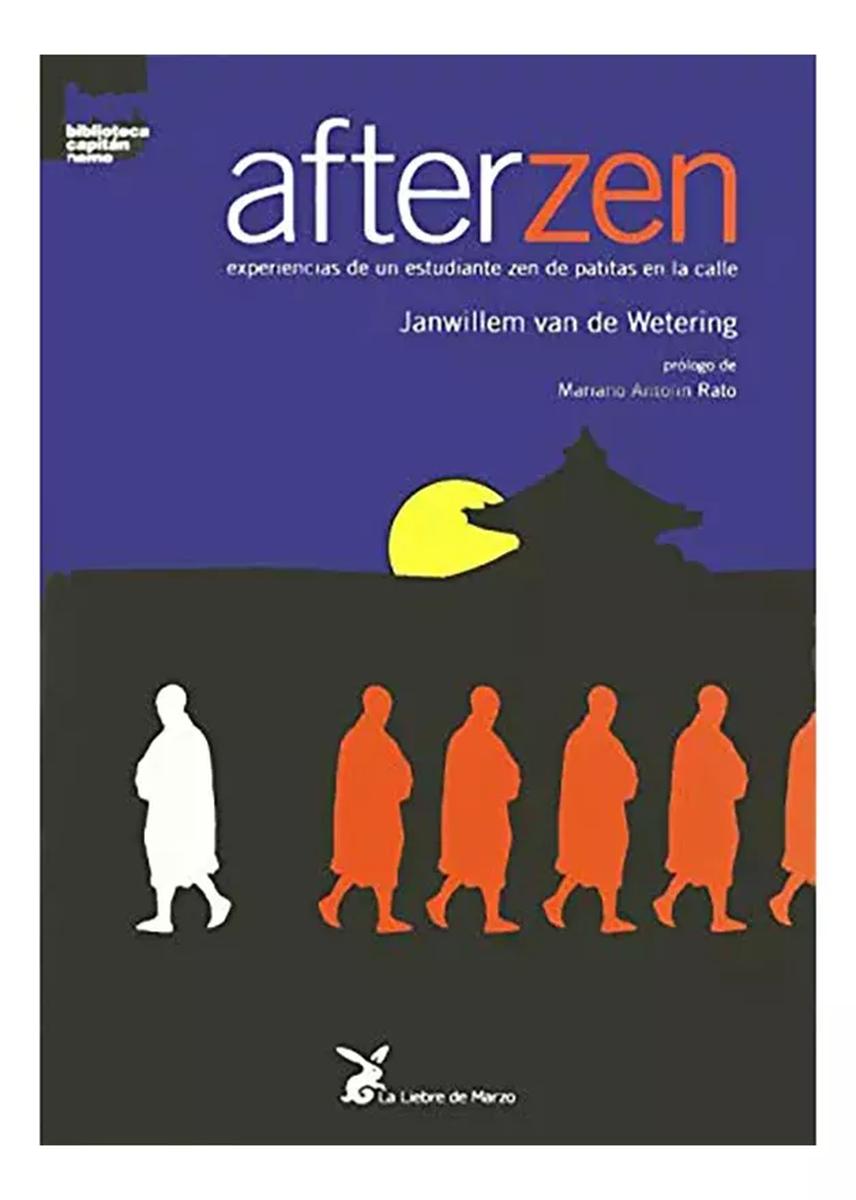 biblioteca
capitán
nemo
afterzen
experiencias de un estudiante zen de patitas en la calle
Janwillem van de Wetering
prólogo de
Mariano Antolín Rato
La Liebre de Marzo